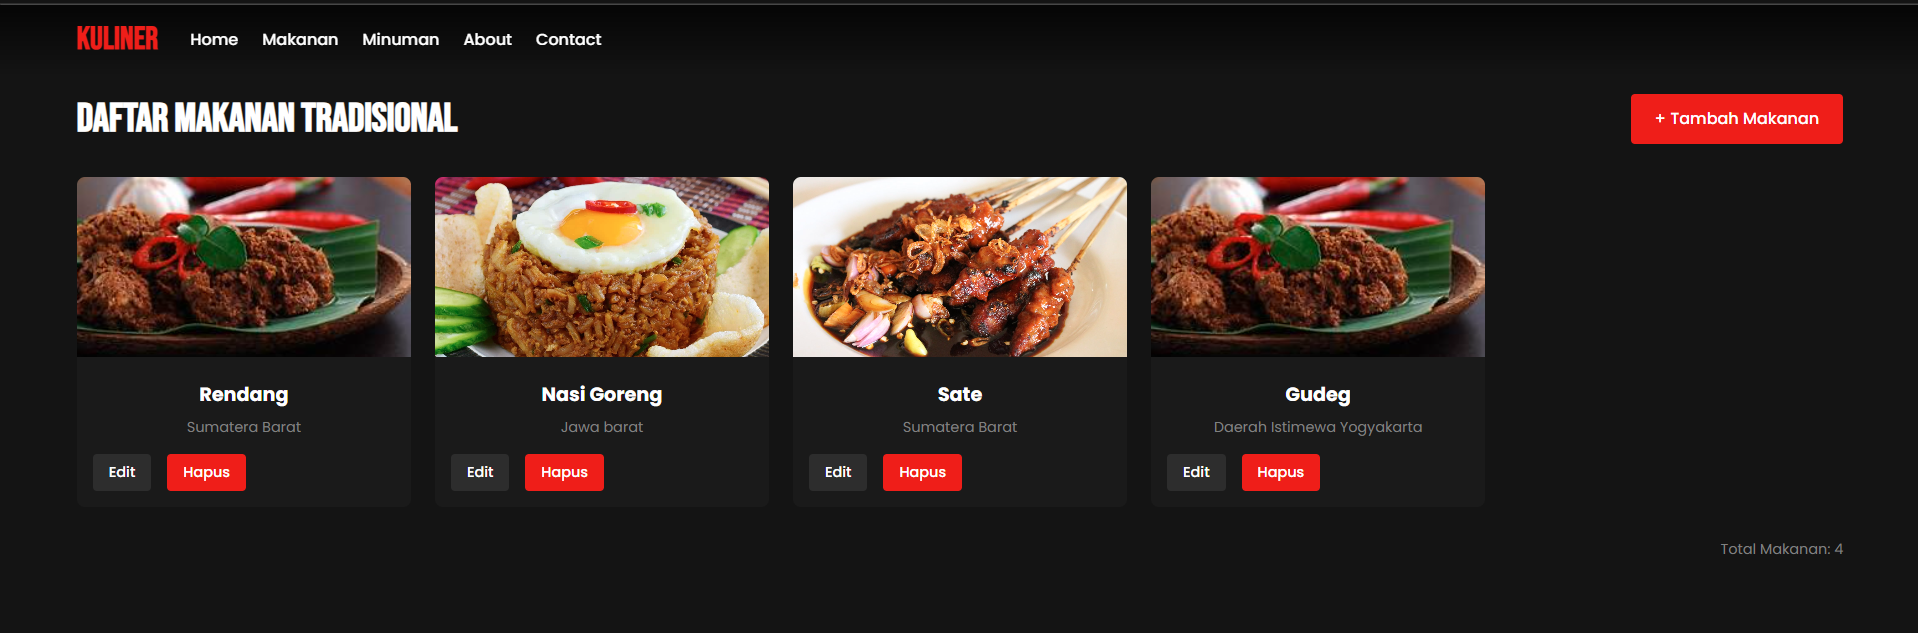 KULINER Home Makanan Minuman About Contact
DAFTAR MAKANAN TRADISIONAL
+ Tambah Makanan
Rendang
Sumatera Barat
Edit Hapus
Nasi Goreng
Jawa barat
Edit Hapus
Sate
Sumatera Barat
Edit Hapus
Gudeg
Daerah Istimewa Yogyakarta
Edit Hapus
Total Makanan: 4